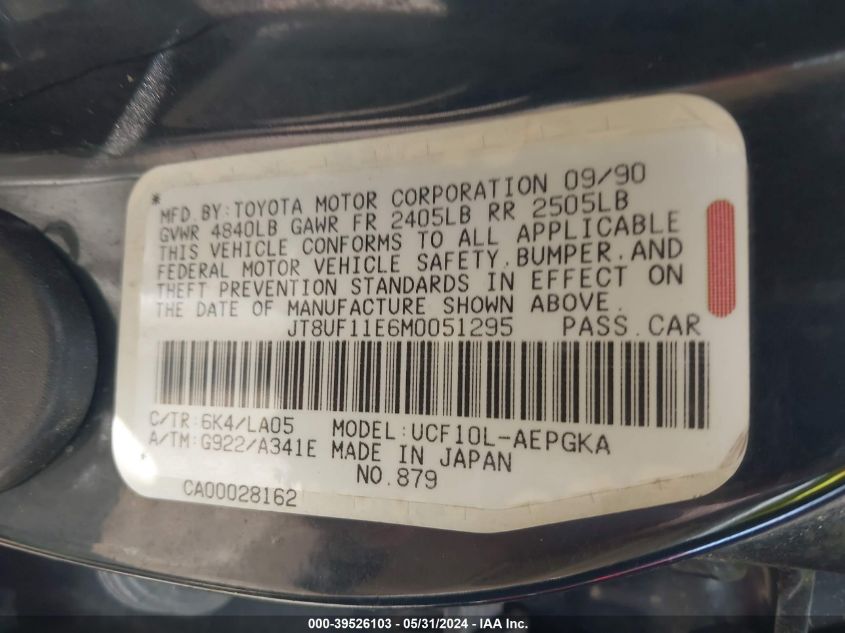 * MFD. BY: TOYOTA MOTOR CORPORATION 09/90
GVWR 4840LB GAWR FR 2405LB RR 2505LB
THIS VEHICLE CONFORMS TO ALL APPLICABLE
FEDERAL MOTOR VEHICLE SAFETY, BUMPER, AND
THEFT PREVENTION STANDARDS IN EFFECT ON
THE DATE OF MANUFACTURE SHOWN ABOVE.
JT8UF11E6M0051295 PASS. CAR
C/TR: 6K4/LA05 MODEL: UCF10L-AEPGKA
A/TM: G922/A341E MADE IN JAPAN
NO. 879
CA00028162
000-39526103 - 05/31/2024 - IAA Inc.